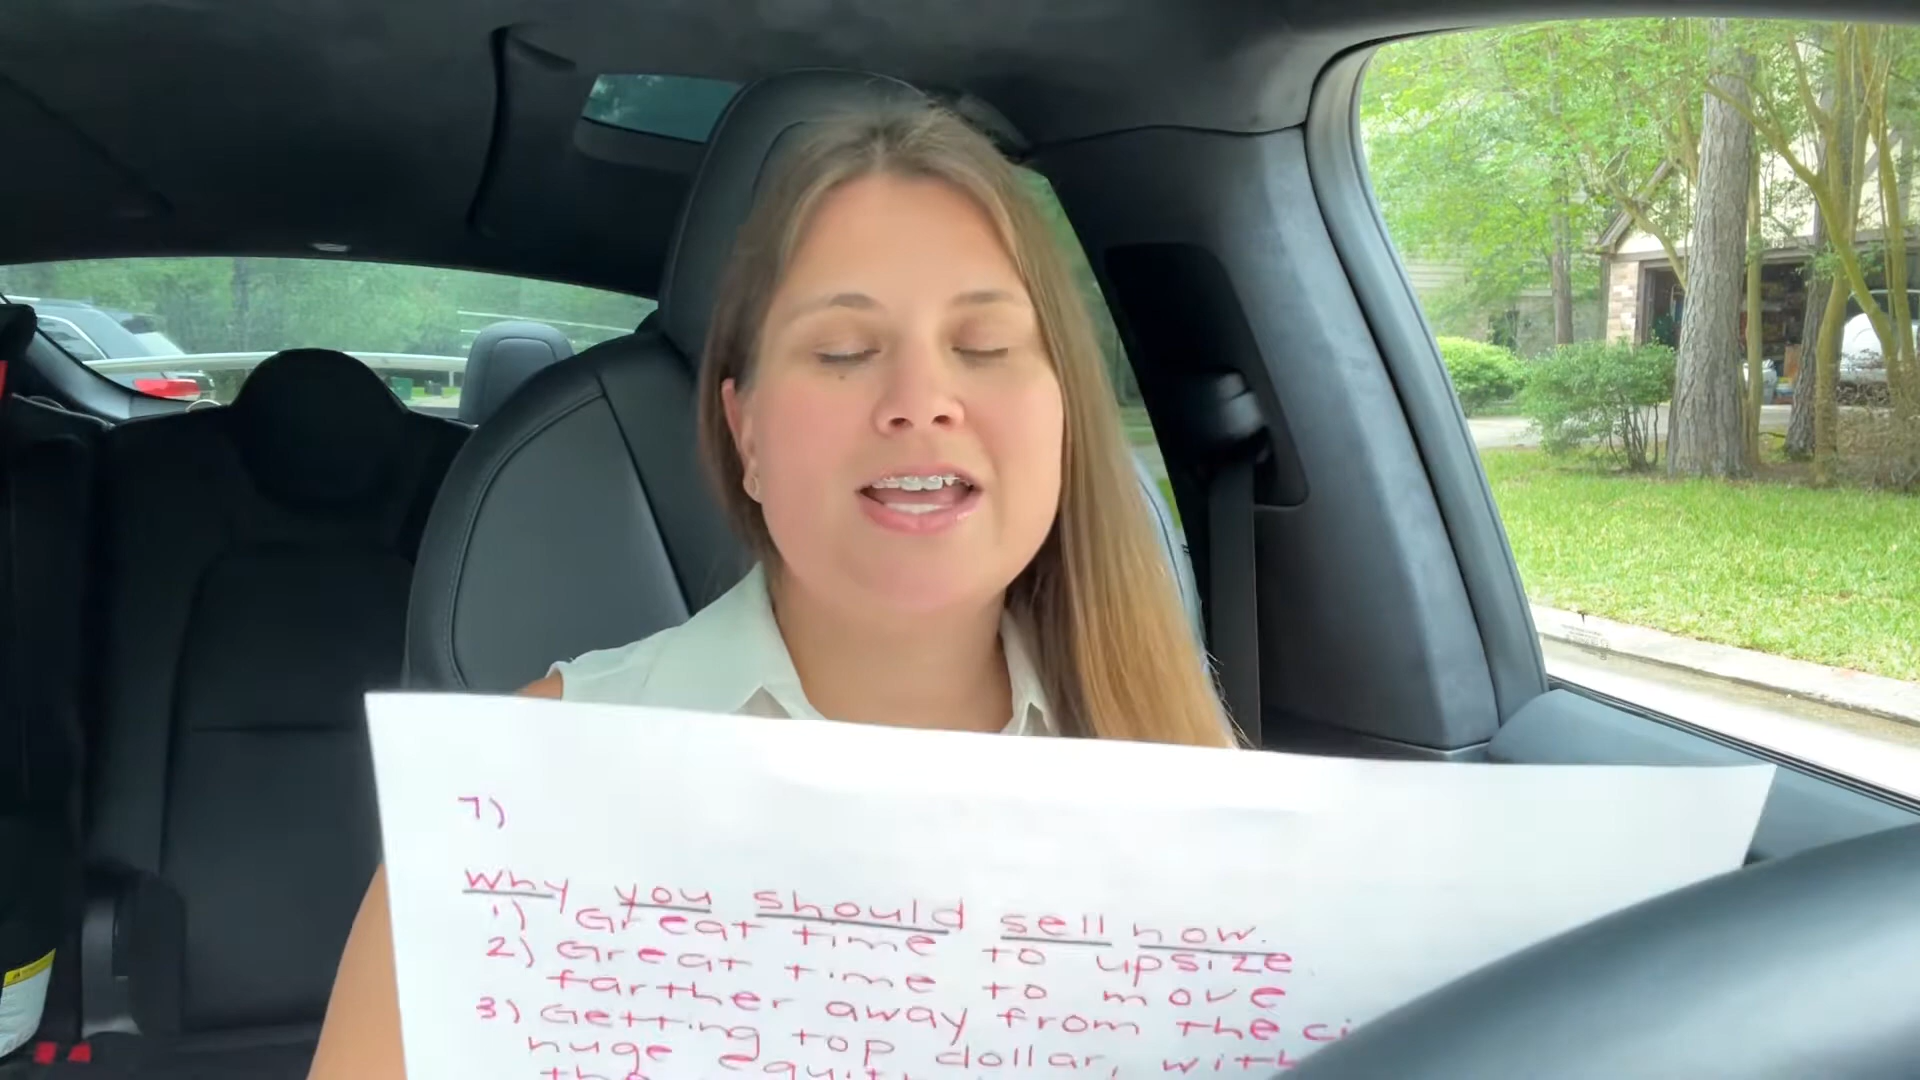 7)
Why you should sell now.
1) Great time to upsize
2) Great time to move
farther away from the
3) Getting top dollar, with
huge